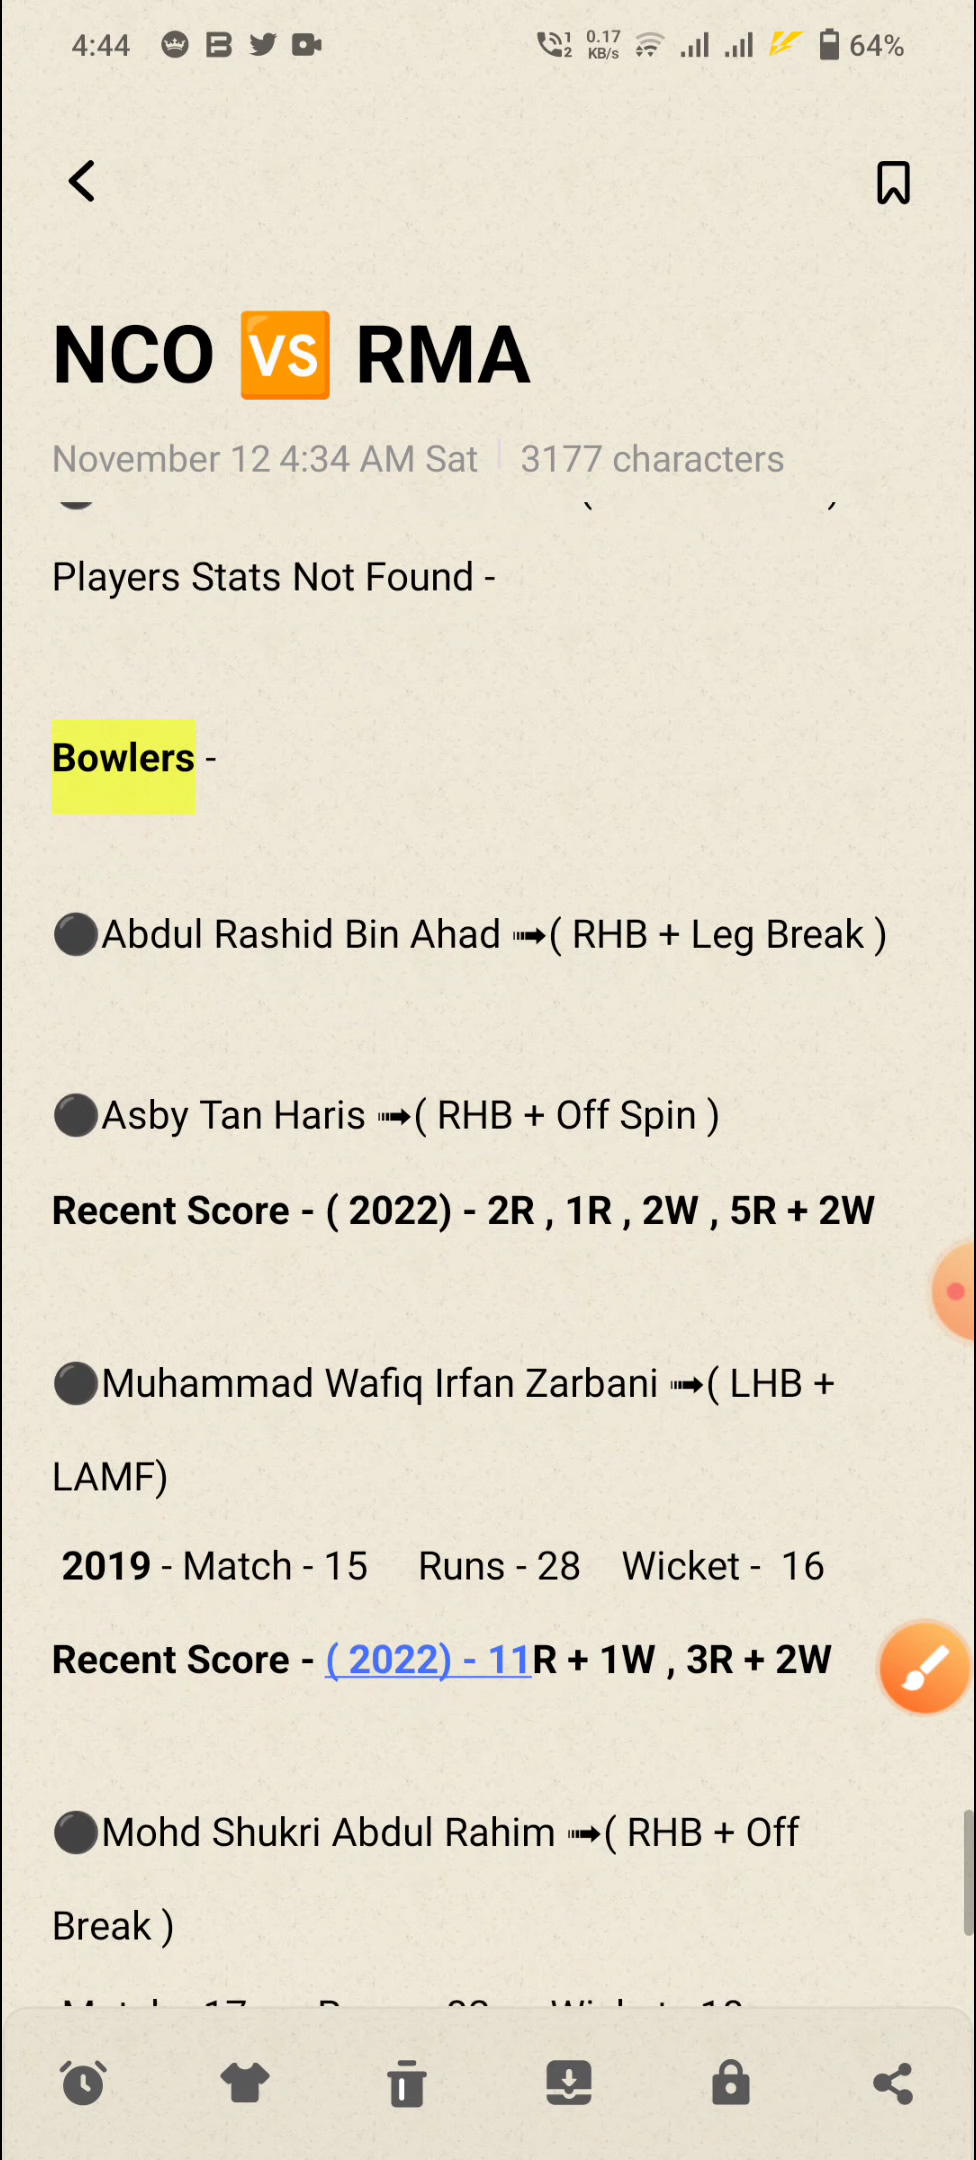 4:44
0.17 KB/s
64%
NCO VS RMA
November 12 4:34 AM Sat | 3177 characters
Players Stats Not Found -
Bowlers -
⚫Abdul Rashid Bin Ahad ➟( RHB + Leg Break )
⚫Asby Tan Haris ➟( RHB + Off Spin )
Recent Score - ( 2022) - 2R , 1R , 2W , 5R + 2W
⚫Muhammad Wafiq Irfan Zarbani ➟( LHB +
LAMF)
2019 - Match - 15 Runs - 28 Wicket - 16
Recent Score - ( 2022) - 11R + 1W , 3R + 2W
⚫Mohd Shukri Abdul Rahim ➟( RHB + Off
Break )